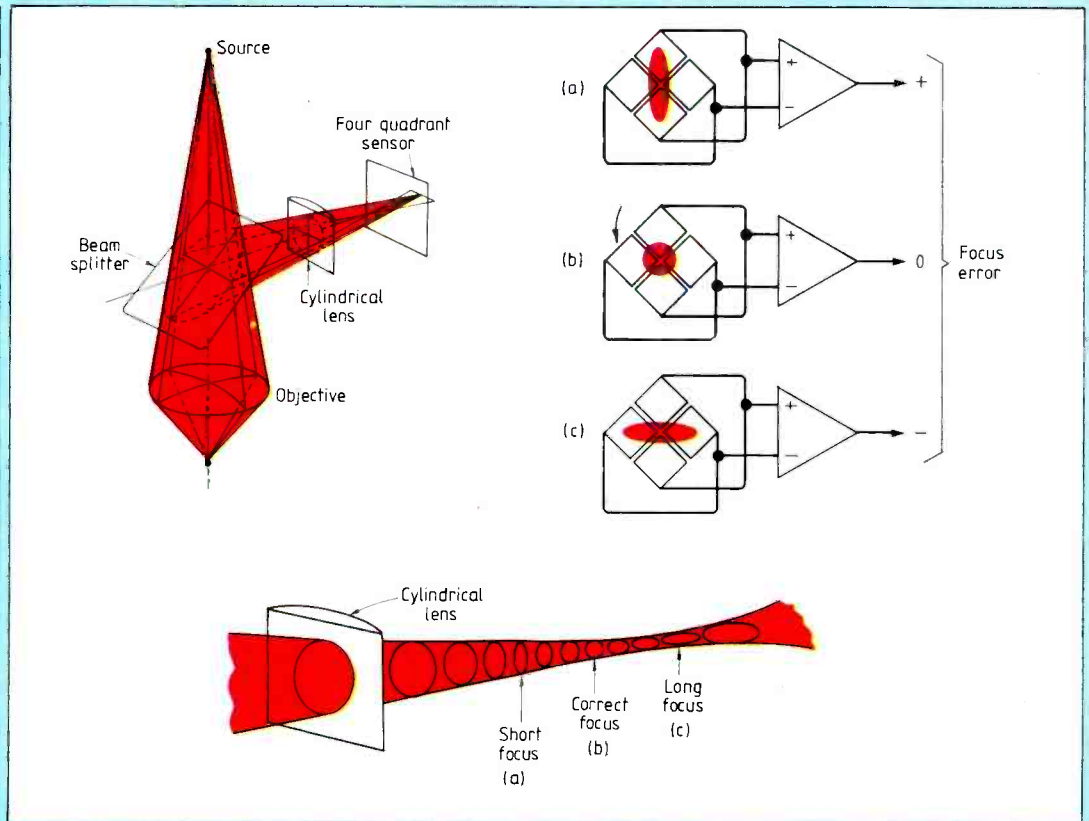 Source
Four quadrant
sensor
Beam
splitter
Cylindrical
lens
Objective
(a)
+
−
+
(b)
+
−
0
(c)
+
−
−
Focus
error
Cylindrical
lens
Short
focus
(a)
Correct
focus
(b)
Long
focus
(c)